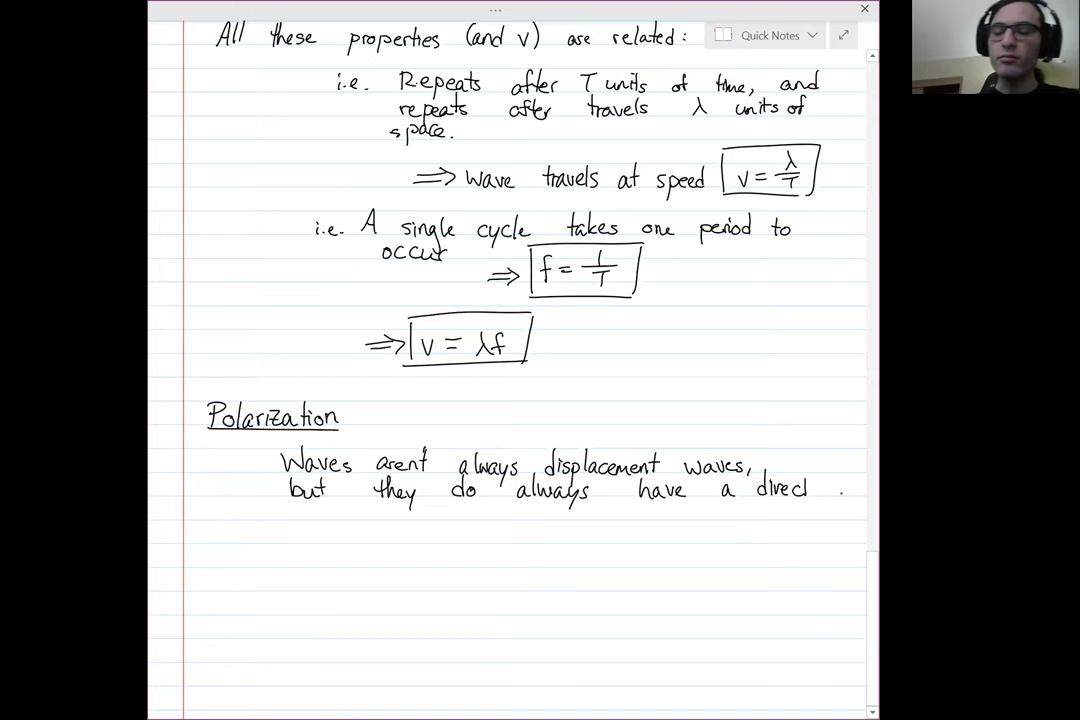 All these properties (and v) are related:
Quick Notes
i.e. Repeats after T units of time, and
repeats after travels λ units of
space.
⟹ wave travels at speed v = λ/T
i.e. A single cycle takes one period to
occur
⟹ f = 1/T
⟹ v = λf
Polarization
Waves aren't always displacement waves,
but they do always have a direct